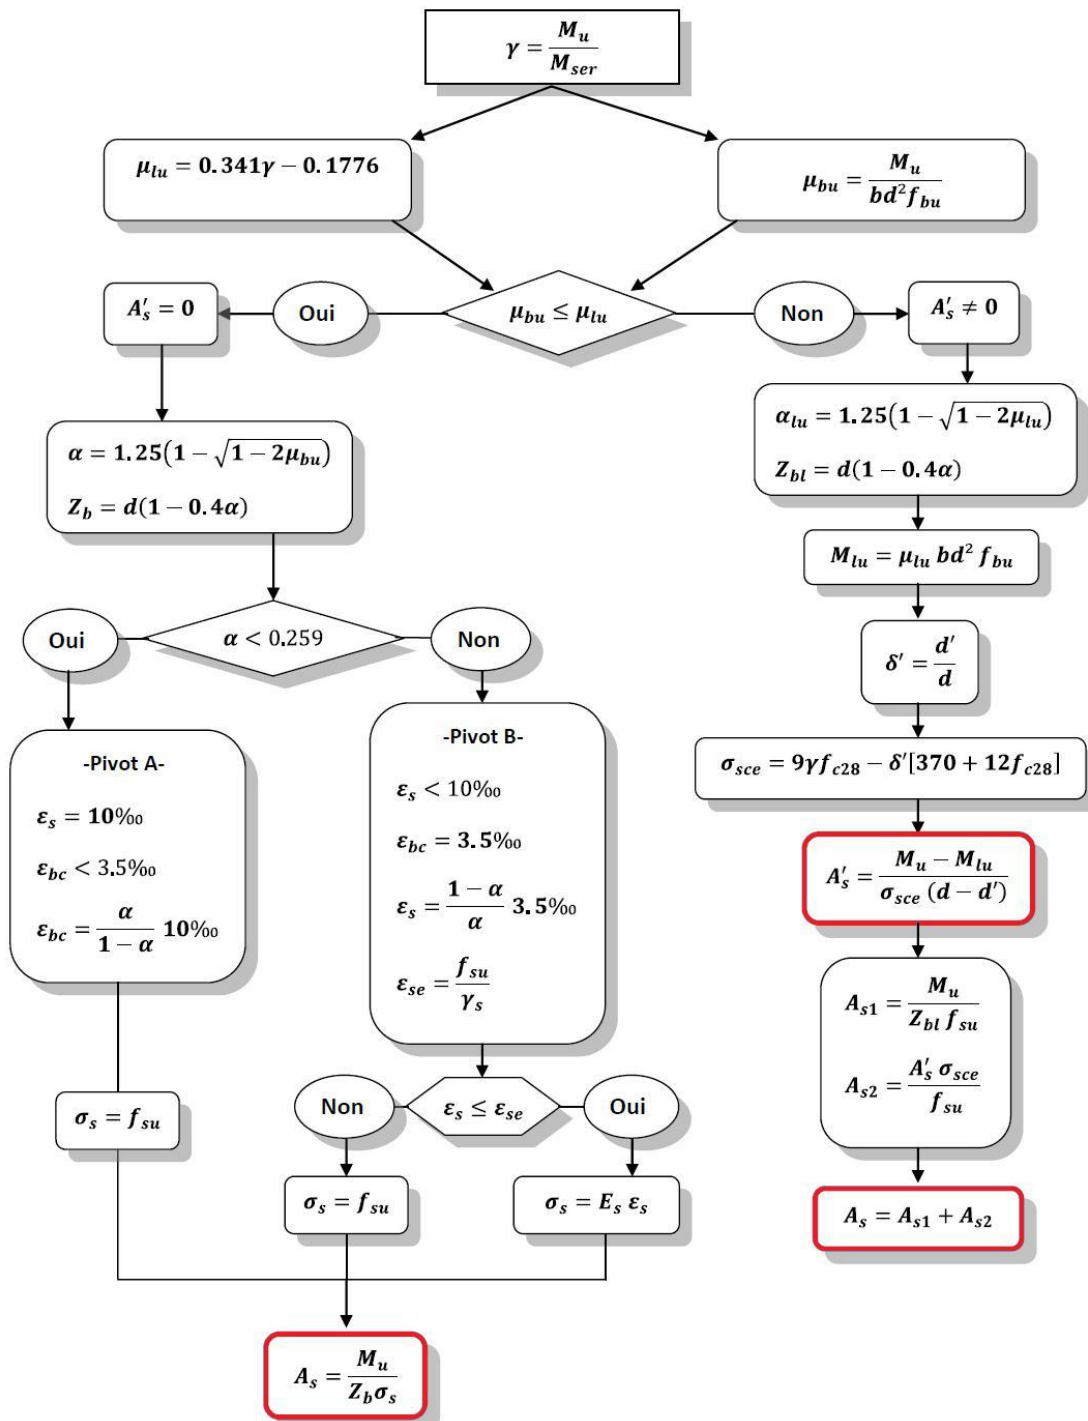 γ = M_u / M_ser
μ_lu = 0.341γ − 0.1776
μ_bu = M_u / bd² f_bu
A′_s = 0
Oui
μ_bu ≤ μ_lu
Non
A′_s ≠ 0
α = 1.25(1 − √(1 − 2μ_bu))
Z_b = d(1 − 0.4α)
α_lu = 1.25(1 − √(1 − 2μ_lu))
Z_bl = d(1 − 0.4α)
M_lu = μ_lu bd² f_bu
Oui
α < 0.259
Non
δ′ = d′ / d
-Pivot A-
ε_s = 10‰
ε_bc < 3.5‰
ε_bc = α / (1 − α) 10‰
-Pivot B-
ε_s < 10‰
ε_bc = 3.5‰
ε_s = (1 − α) / α 3.5‰
ε_se = f_su / γ_s
σ_sce = 9γf_c28 − δ′[370 + 12f_c28]
A′_s = (M_u − M_lu) / σ_sce (d − d′)
A_s1 = M_u / Z_bl f_su
A_s2 = A′_s σ_sce / f_su
Non
ε_s ≤ ε_se
Oui
σ_s = f_su
σ_s = f_su
σ_s = E_s ε_s
A_s = A_s1 + A_s2
A_s = M_u / Z_b σ_s